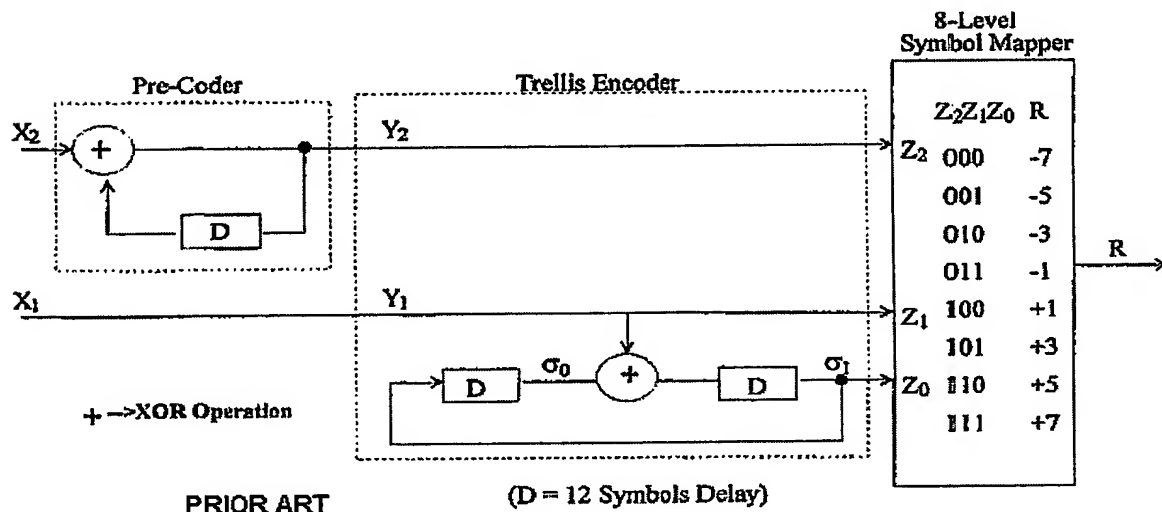 8-Level
Symbol Mapper
Pre-Coder
Trellis Encoder
Z₂Z₁Z₀ R
X₂
+
Y₂
Z₂
000 -7
001 -5
D
010 -3
011 -1
R
X₁
Y₁
Z₁
100 +1
101 +3
D
σ₀
+
D
σ₁
Z₀
110 +5
111 +7
+ ->XOR Operation
PRIOR ART
(D = 12 Symbols Delay)